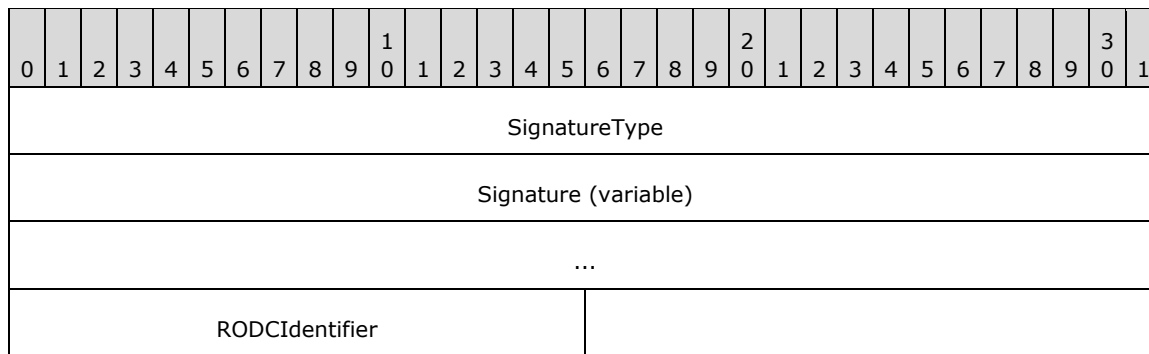 1 2 3
0 1 2 3 4 5 6 7 8 9 0 1 2 3 4 5 6 7 8 9 0 1 2 3 4 5 6 7 8 9 0 1
SignatureType
Signature (variable)
...
RODCIdentifier